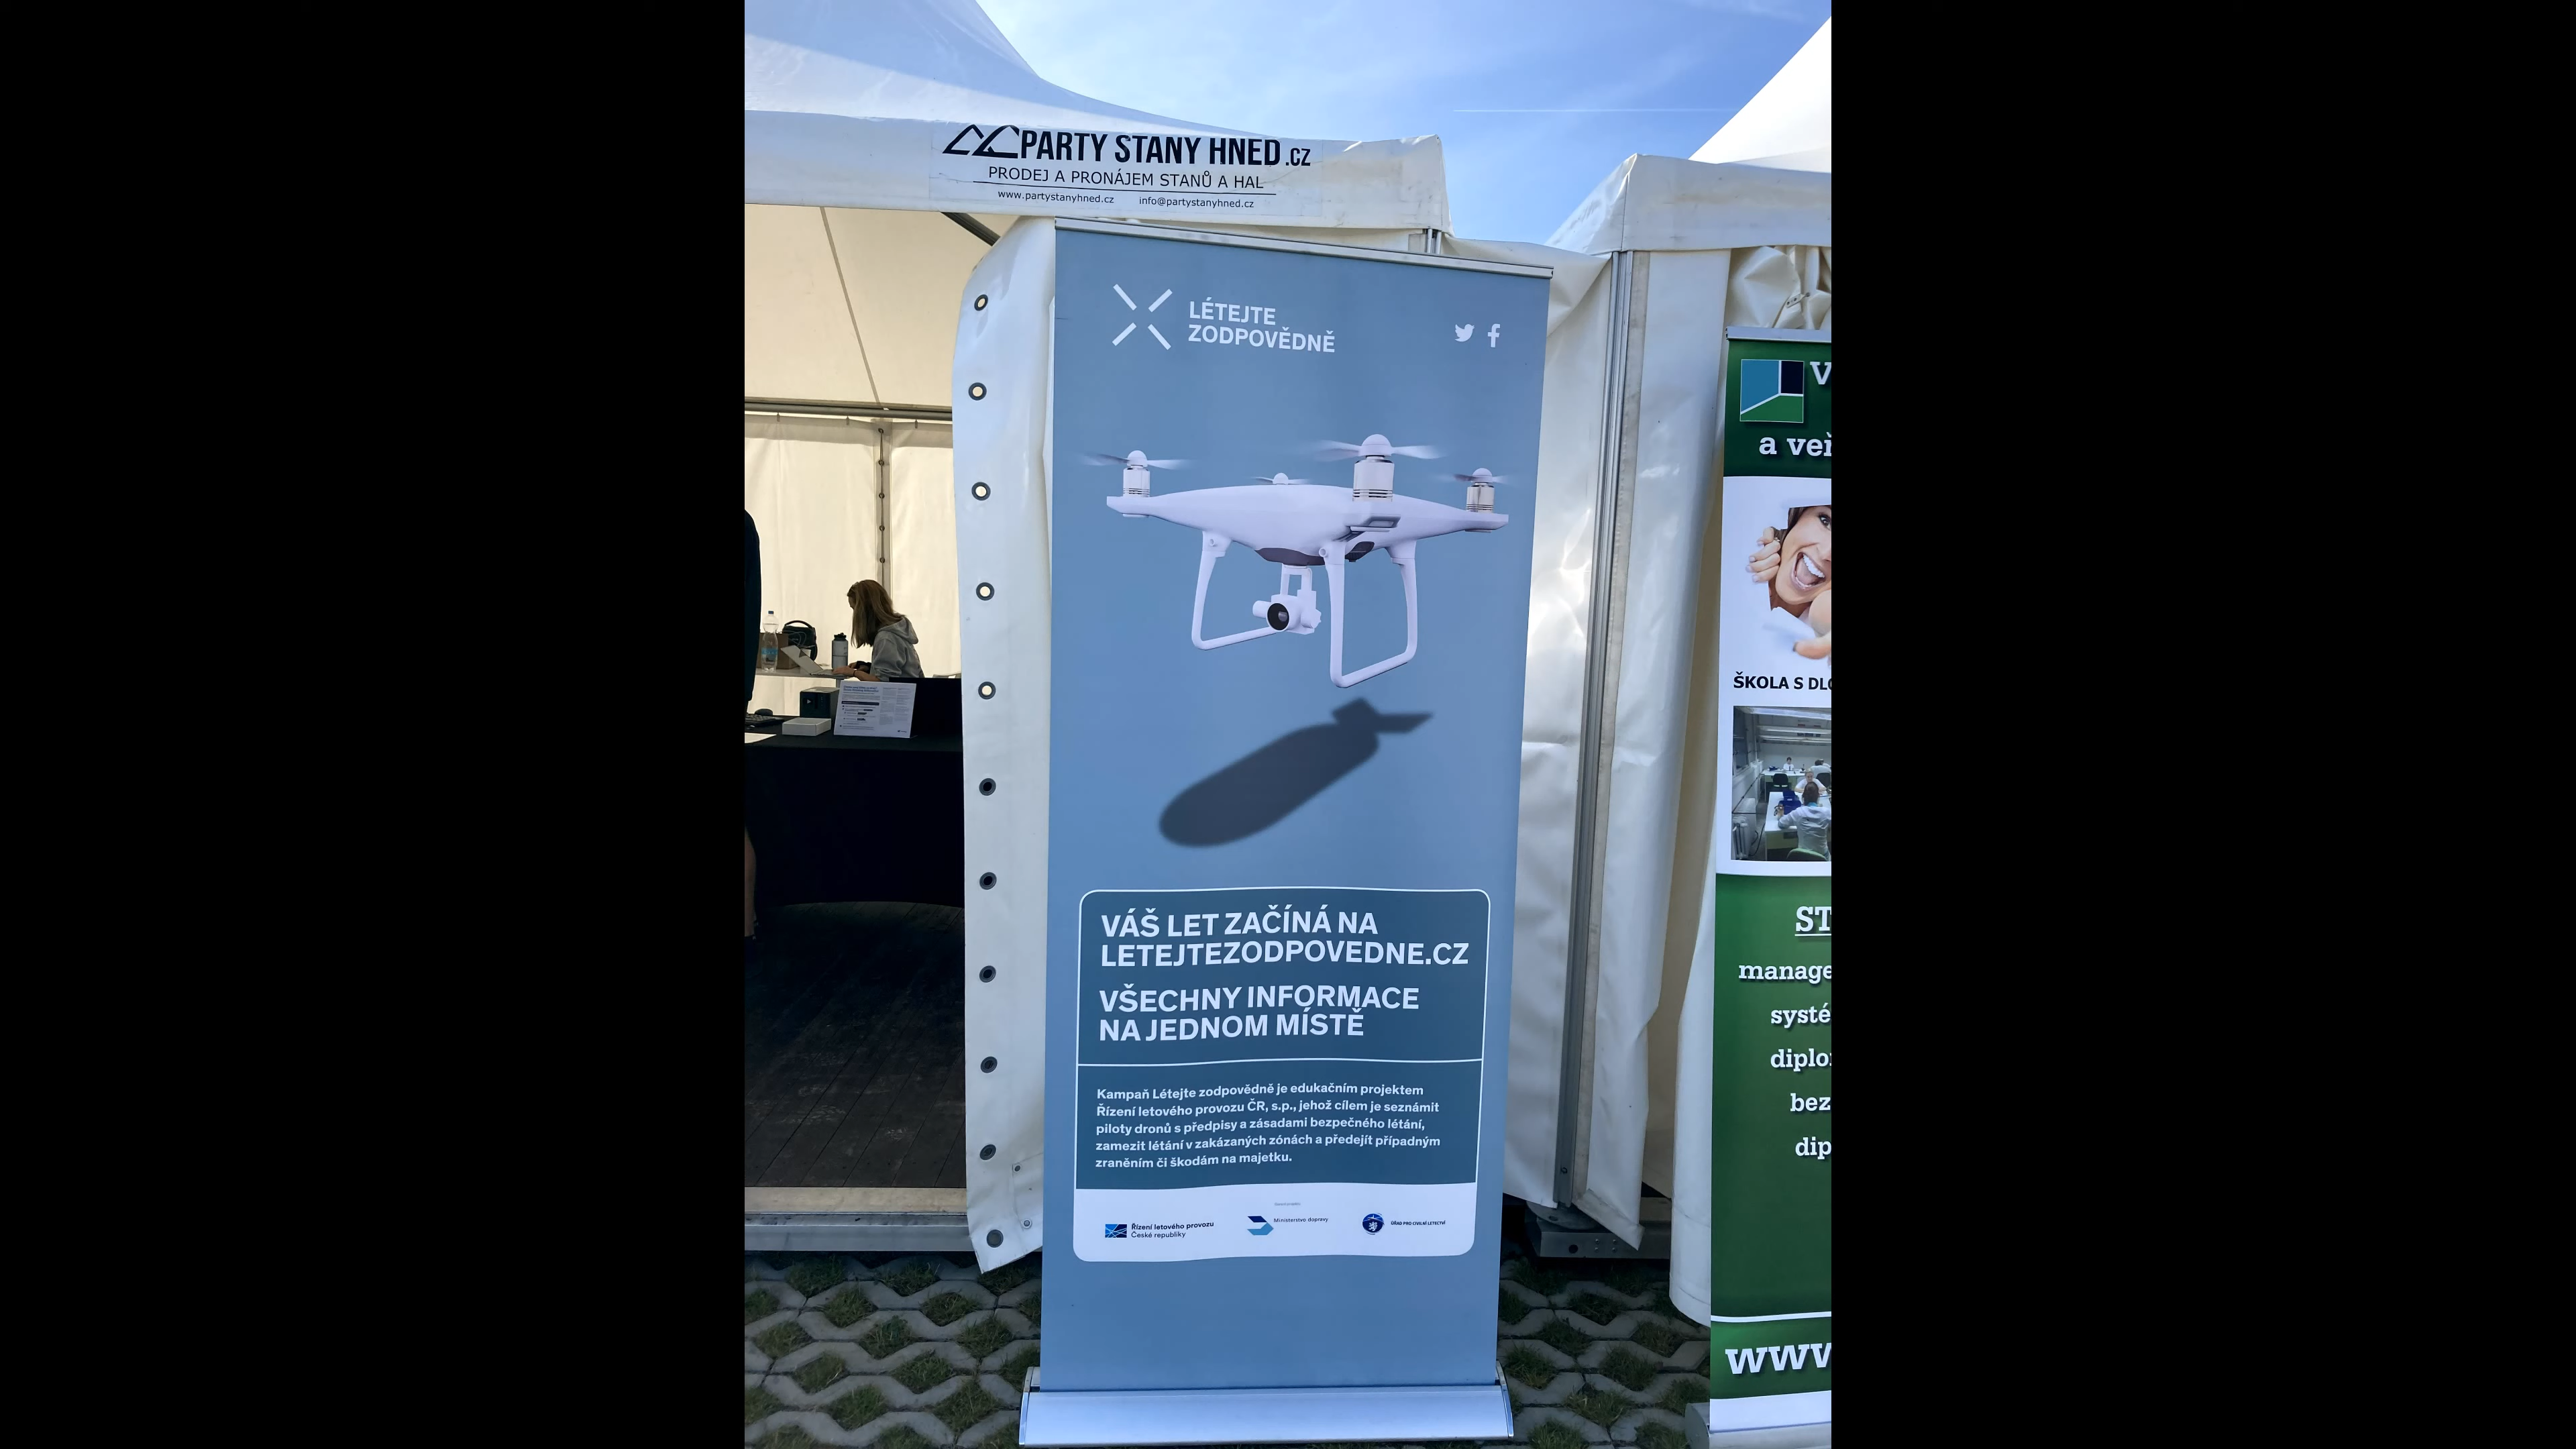 PARTY STANY HNED.CZ
PRODEJ A PRONÁJEM STANŮ A HAL
www.partystanyhned.cz info@partystanyhned.cz
LÉTEJTE
ZODPOVĚDNĚ
VÁŠ LET ZAČÍNÁ NA
LETEJTEZODPOVEDNE.CZ
VŠECHNY INFORMACE
NA JEDNOM MÍSTĚ
Kampaň Létejte zodpovědně je edukačním projektem
Řízení letového provozu ČR, s.p., jehož cílem je seznámit
piloty dronů s předpisy a zásadami bezpečného létání,
zamezit létání v zakázaných zónách a předejít případným
zraněním či škodám na majetku.
Řízení letového provozu
České republiky
Ministerstvo dopravy
ÚŘAD PRO CIVILNÍ LETECTVÍ
V
a veř
ŠKOLA S DLO
ST
manage
systé
diplo
bez
dip
www